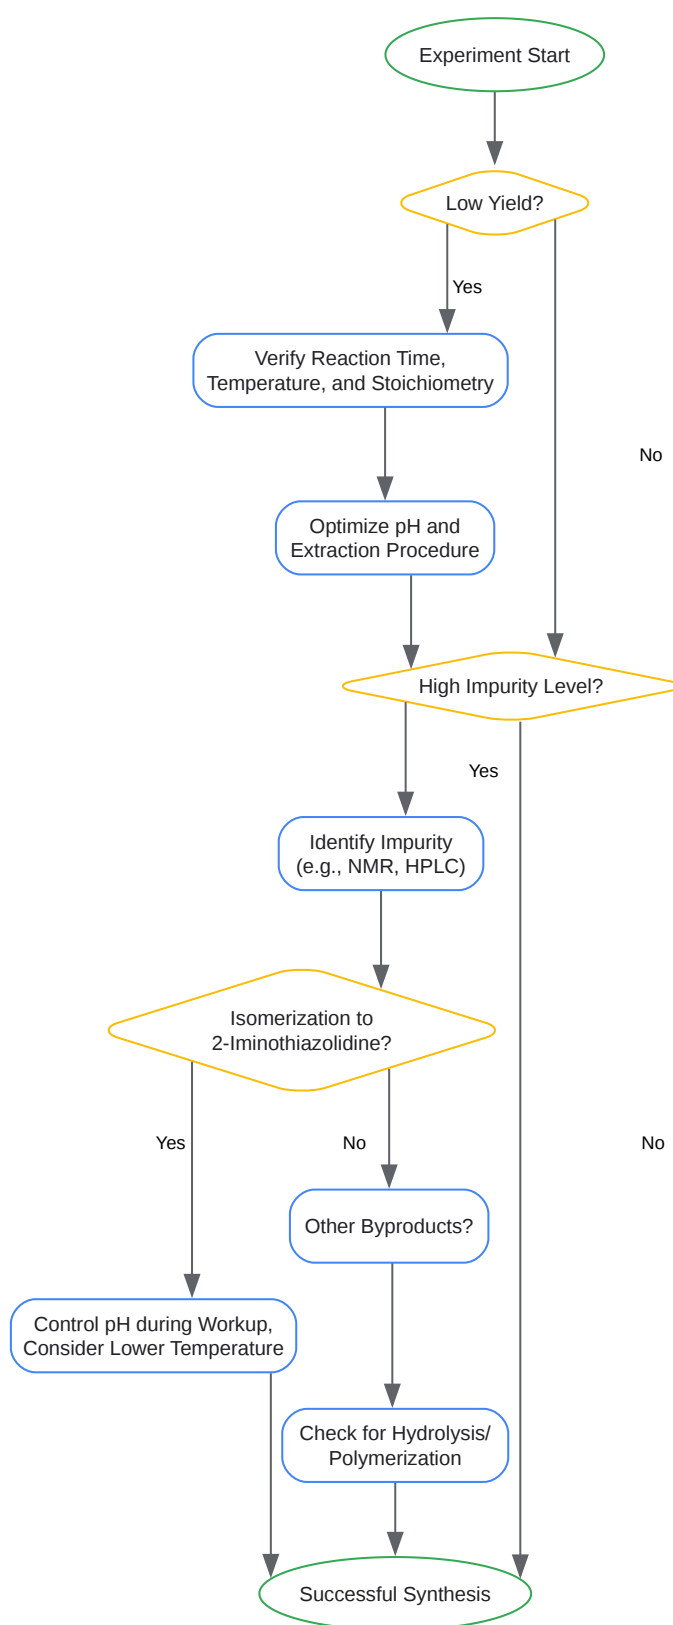 Experiment Start
Low Yield?
Yes
Verify Reaction Time,
Temperature, and Stoichiometry
No
Optimize pH and
Extraction Procedure
High Impurity Level?
Yes
Identify Impurity
(e.g., NMR, HPLC)
Isomerization to
2-Iminothiazolidine?
Yes
No
No
Other Byproducts?
Control pH during Workup,
Consider Lower Temperature
Check for Hydrolysis/
Polymerization
Successful Synthesis